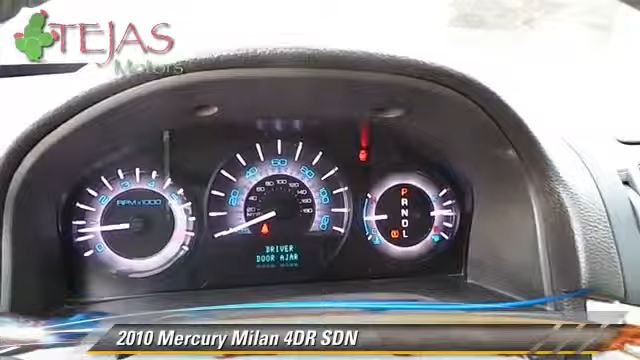 TEJAS
Motors
RPM x1000
DRIVER
DOOR AJAR
P
R
N
D
L
2010 Mercury Milan 4DR SDN